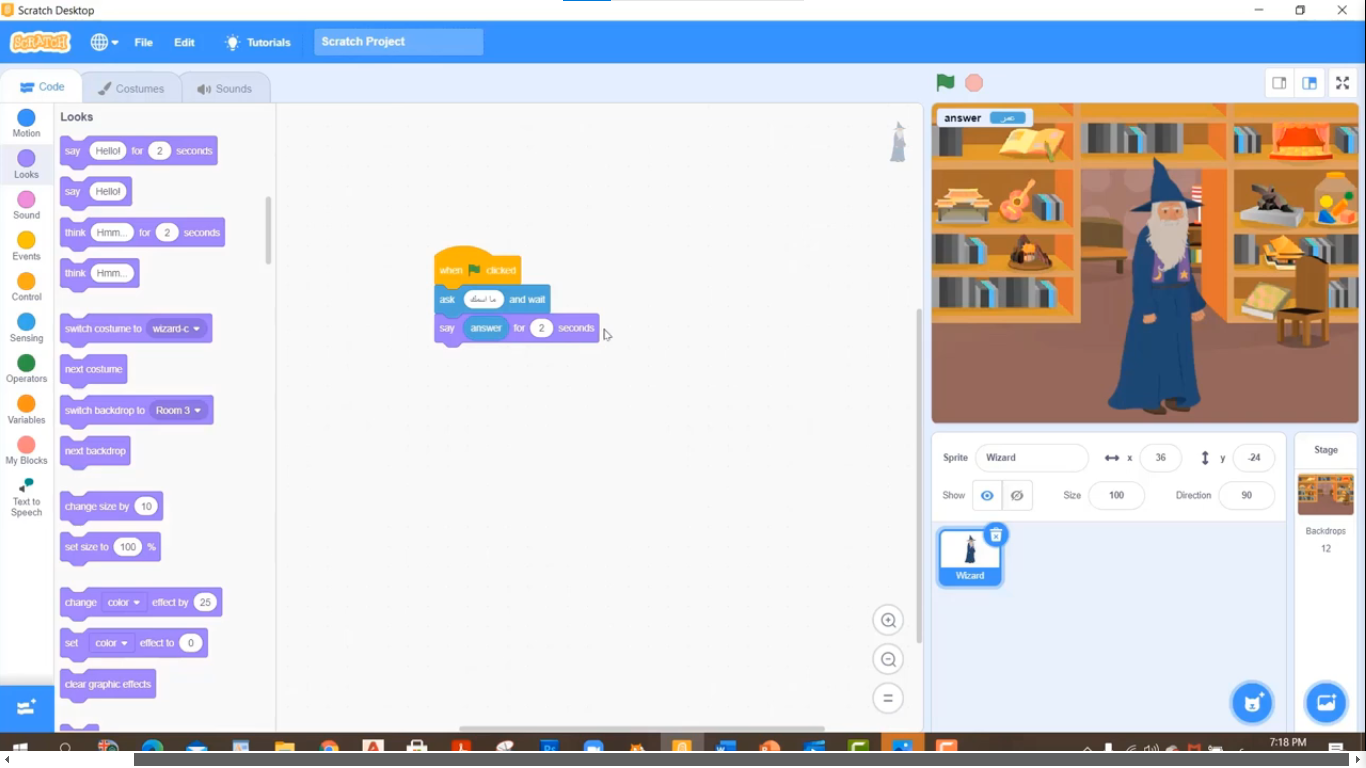 Scratch Desktop
SCRATCH File Edit Tutorials Scratch Project
Code Costumes Sounds
Motion
Looks
Sound
Events
Control
Sensing
Operators
Variables
My Blocks
Text to
Speech
Looks
say Hello! for 2 seconds
say Hello!
think Hmm... for 2 seconds
think Hmm...
switch costume to wizard-c
next costume
switch backdrop to Room 3
next backdrop
change size by 10
set size to 100 %
change color effect by 25
set color effect to 0
clear graphic effects
when clicked
ask ما اسمك and wait
say answer for 2 seconds
answer عمر
Sprite Wizard x 36 y -24
Show Size 100 Direction 90
Wizard
Stage
Backdrops
12
7:18 PM